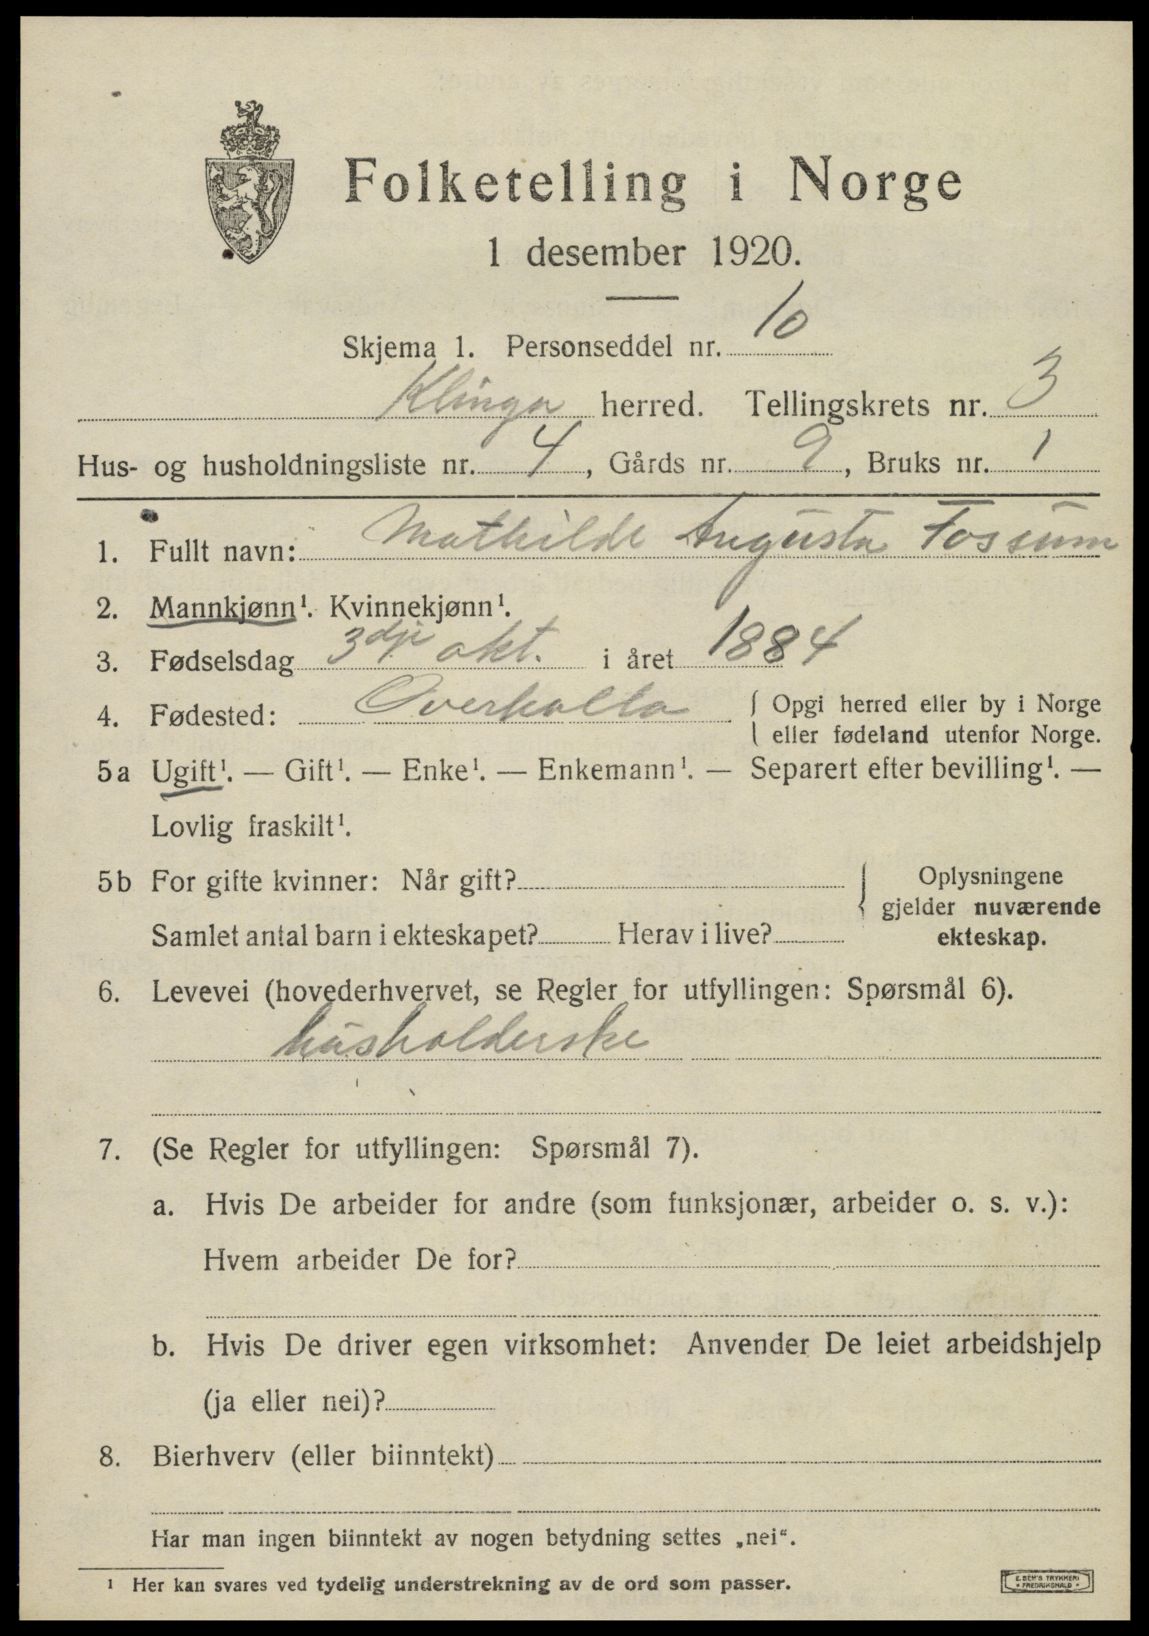 Folketelling i Norge
1 desember 1920.
Skjema 1. Personseddel nr. 10
Klinga herred. Tellingskrets nr. 3
Hus- og husholdningsliste nr. 4, Gårds nr. 9, Bruks nr. 1
1. Fullt navn: Mathilde Augusta Fossum
2. Mannkjønn¹. Kvinnekjønn¹.
3. Fødselsdag 3dje okt. i året 1884
4. Fødested: Overhalla { Opgi herred eller by i Norge
eller fødeland utenfor Norge.
5a Ugift¹. — Gift¹. — Enke¹. — Enkemann¹. — Separert efter bevilling¹. —
Lovlig fraskilt¹.
5b For gifte kvinner: Når gift? { Oplysningene
gjelder nuværende
Samlet antal barn i ekteskapet? Herav i live? ekteskap.
6. Levevei (hovederhvervet, se Regler for utfyllingen: Spørsmål 6).
husholderske
7. (Se Regler for utfyllingen: Spørsmål 7).
a. Hvis De arbeider for andre (som funksjonær, arbeider o. s. v.):
Hvem arbeider De for?
b. Hvis De driver egen virksomhet: Anvender De leiet arbeidshjelp
(ja eller nei)?
8. Bierhverv (eller biinntekt)
Har man ingen biinntekt av nogen betydning settes „nei“.
¹ Her kan svares ved tydelig understrekning av de ord som passer.
E. SEM'S TRYKKERI
* FREDRIKSHALD *